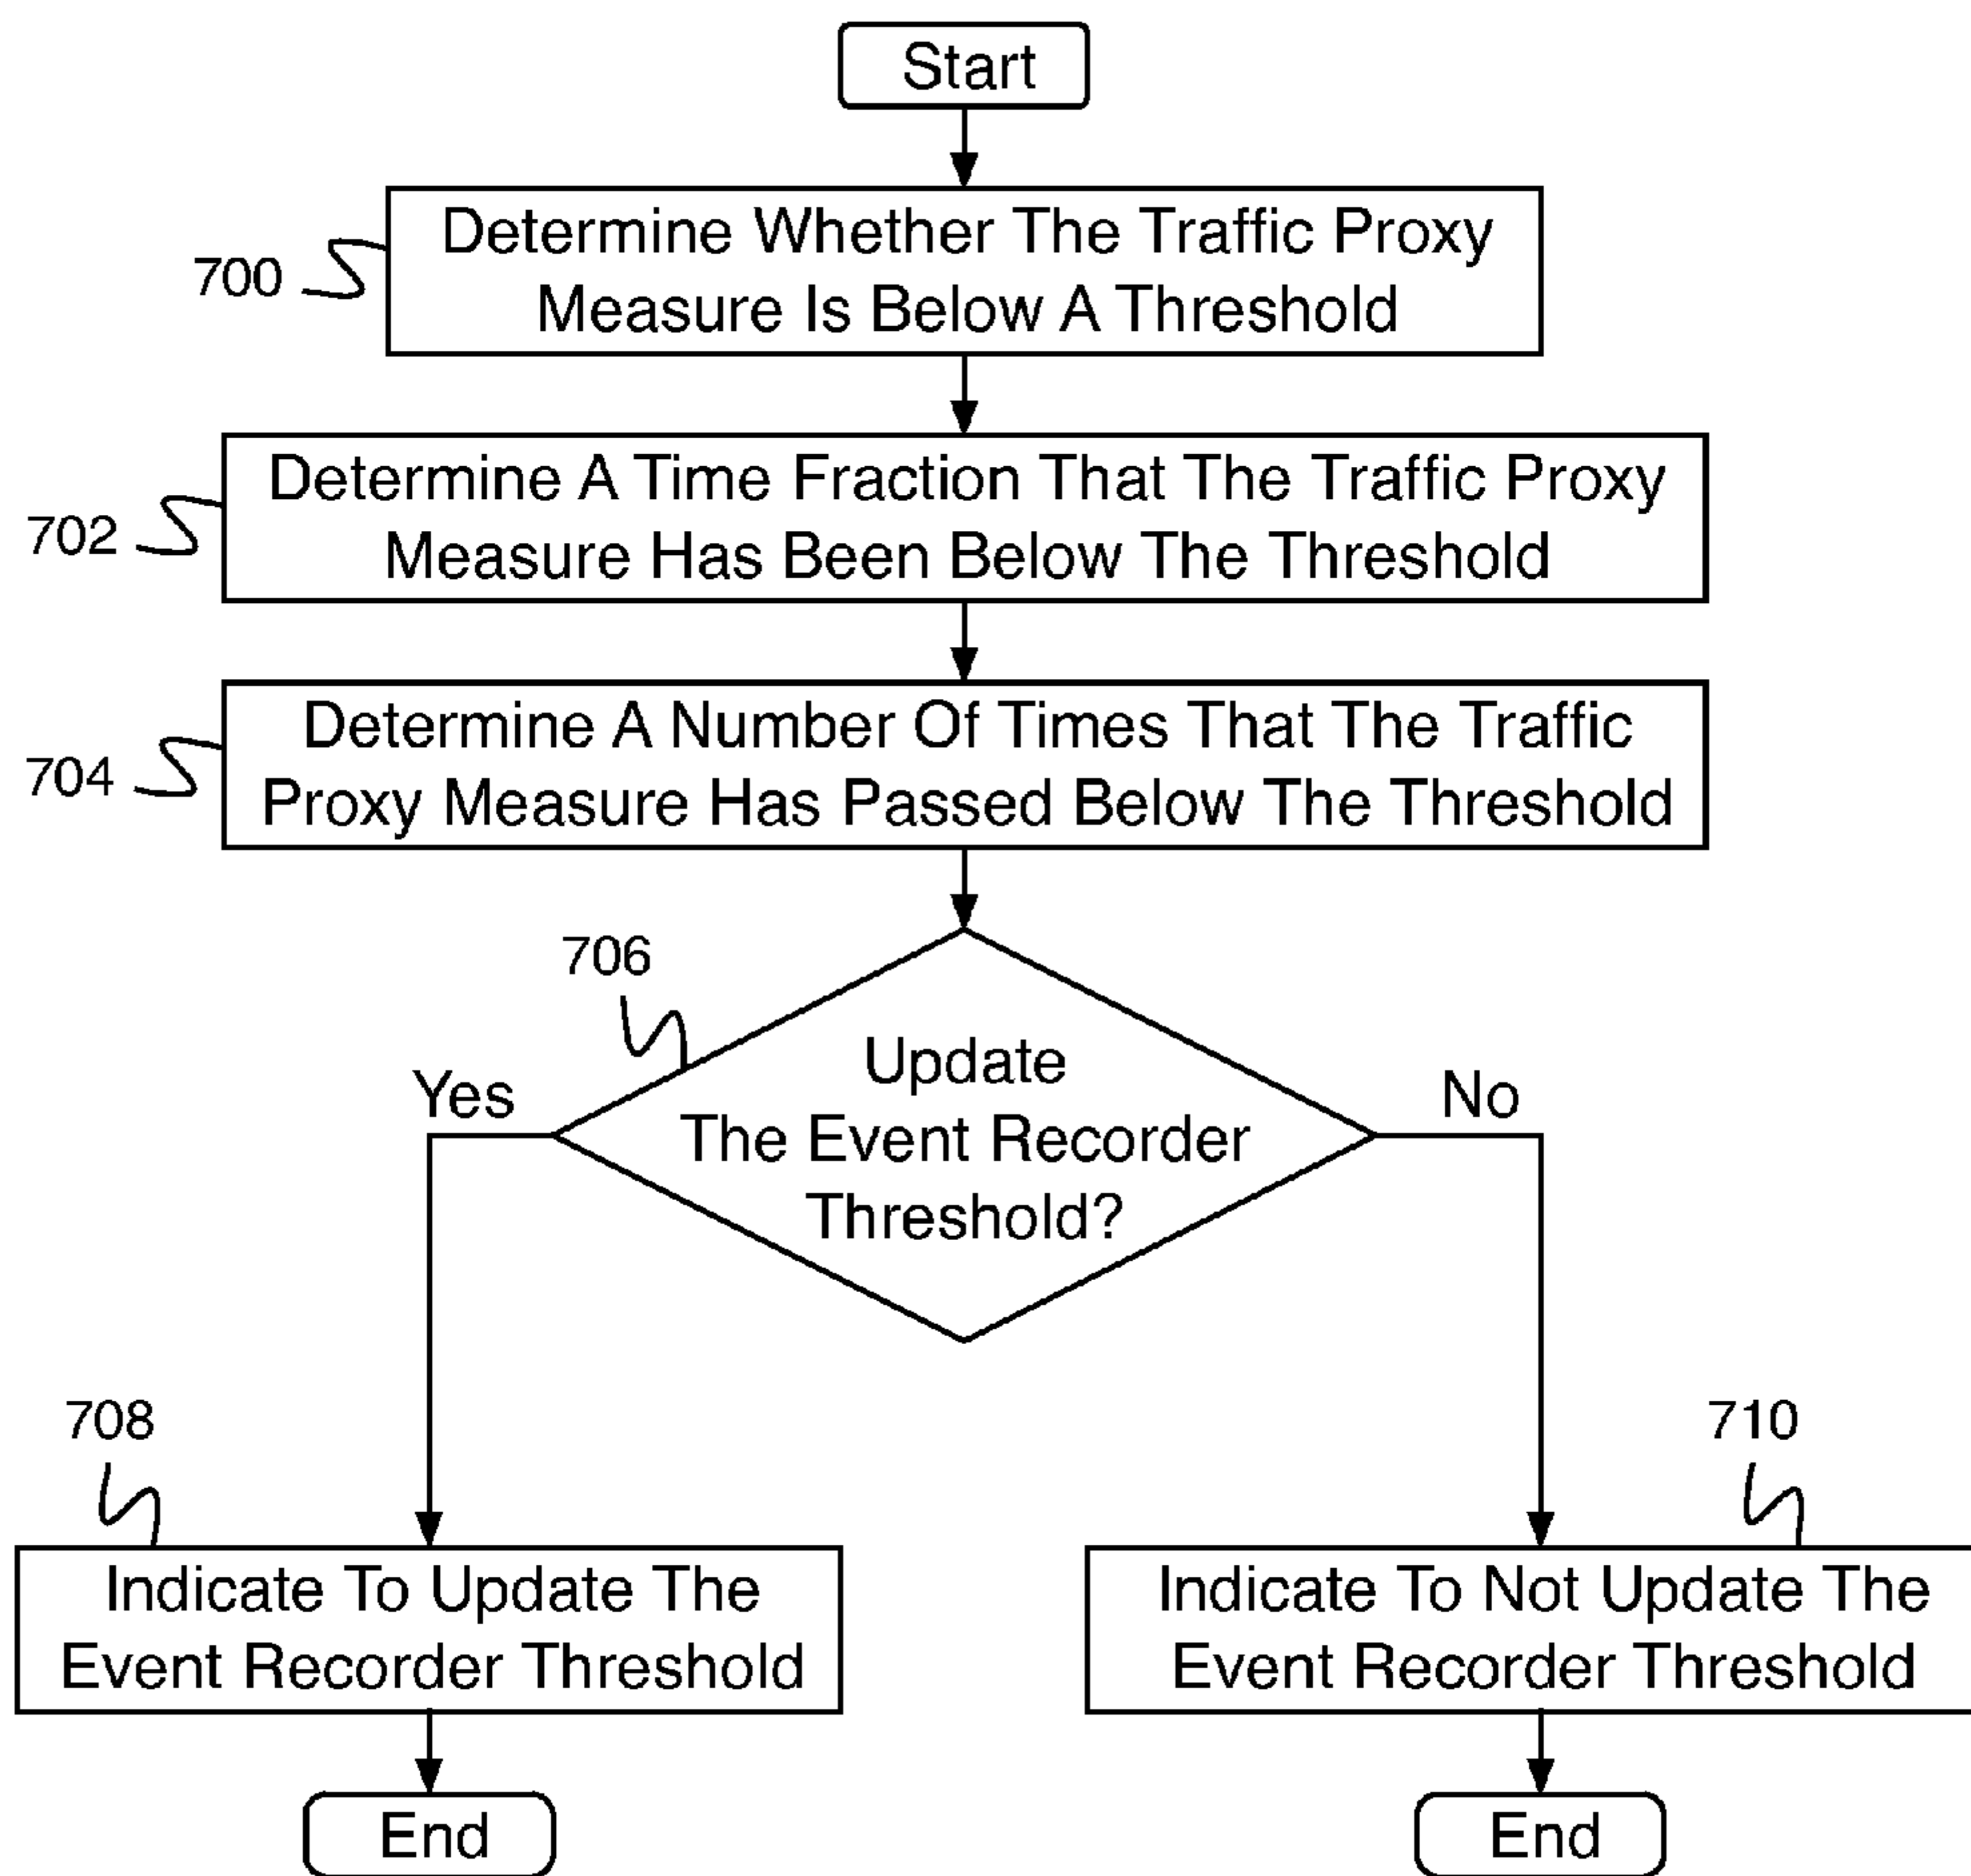 Start
700
Determine Whether The Traffic Proxy
Measure Is Below A Threshold
702
Determine A Time Fraction That The Traffic Proxy
Measure Has Been Below The Threshold
704
Determine A Number Of Times That The Traffic
Proxy Measure Has Passed Below The Threshold
706
Update
The Event Recorder
Threshold?
Yes
No
708
Indicate To Update The
Event Recorder Threshold
710
Indicate To Not Update The
Event Recorder Threshold
End
End